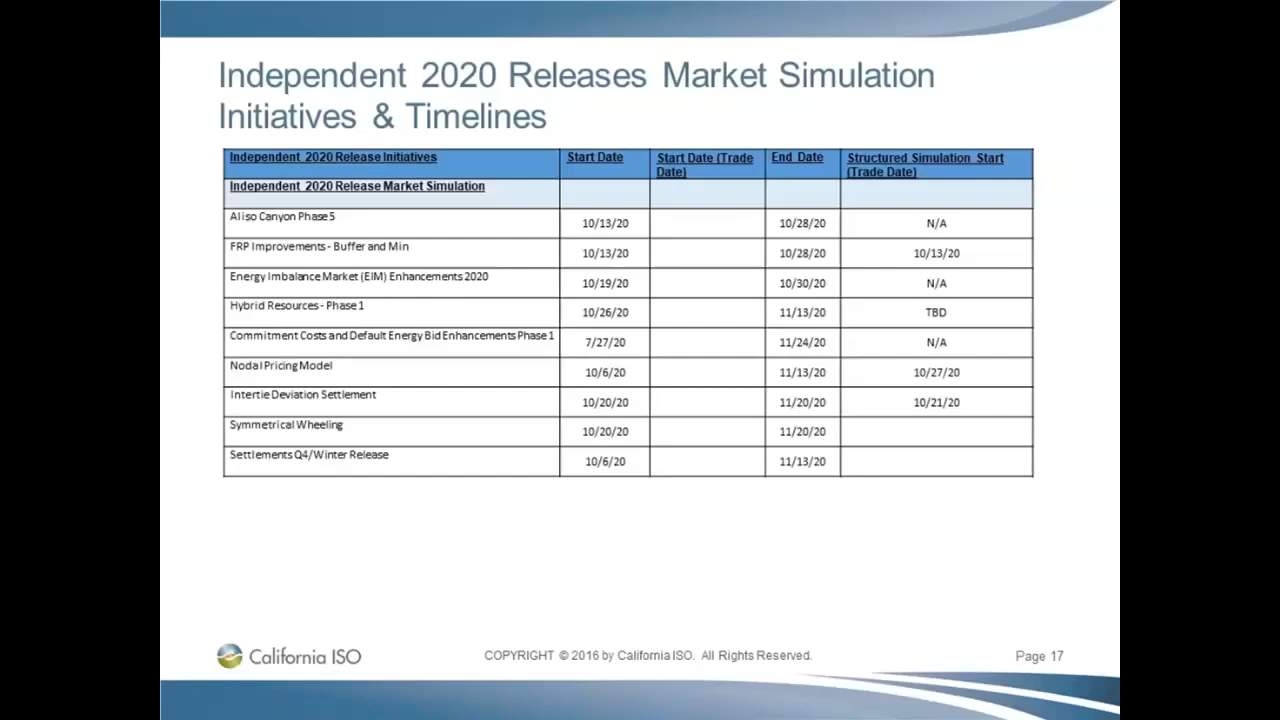 Independent 2020 Releases Market Simulation
Initiatives & Timelines
Independent 2020 Release Initiatives Start Date Start Date (Trade Date) End Date Structured Simulation Start (Trade Date)
Independent 2020 Release Market Simulation
Aliso Canyon Phase 5 10/13/20 10/28/20 N/A
FRP Improvements - Buffer and Min 10/13/20 10/28/20 10/13/20
Energy Imbalance Market (EIM) Enhancements 2020 10/19/20 10/30/20 N/A
Hybrid Resources - Phase 1 10/26/20 11/13/20 TBD
Commitment Costs and Default Energy Bid Enhancements Phase 1 7/27/20 11/24/20 N/A
Nodal Pricing Model 10/6/20 11/13/20 10/27/20
Intertie Deviation Settlement 10/20/20 11/20/20 10/21/20
Symmetrical Wheeling 10/20/20 11/20/20
Settlements Q4/Winter Release 10/6/20 11/13/20
California ISO COPYRIGHT © 2016 by California ISO. All Rights Reserved. Page 17